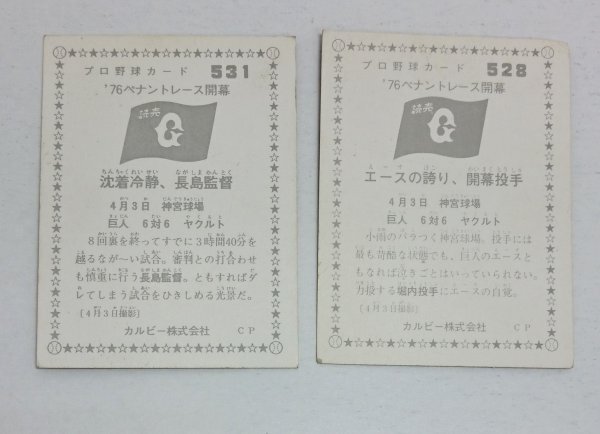 プロ野球カード 531
'76ペナントレース開幕
読売
G
沈着冷静、長島監督
4月3日 神宮球場
巨人 6対6 ヤクルト
8回裏を終ってすでに3時間40分を
越るなが〜い試合。審判との打合わせ
も慎重に行う長島監督。ともすればダ
レてしまう試合をひきしめる光景だ。
〔4月3日撮影〕
カルビー株式会社 CP
プロ野球カード 528
'76ペナントレース開幕
読売
G
エースの誇り、開幕投手
4月3日 神宮球場
巨人 6対6 ヤクルト
小雨のパラつく神宮球場。投手には
最も苛酷な状態でも、巨人のエースと
もなれば泣きごとはいっていられない。
力投する堀内投手にエースの自覚。
〔4月3日撮影〕
カルビー株式会社 CP